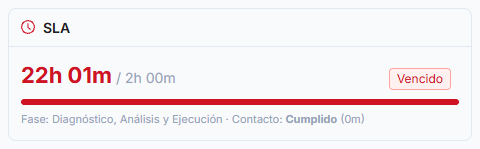 SLA
22h 01m / 2h 00m
Vencido
Fase: Diagnóstico, Análisis y Ejecución · Contacto: Cumplido (0m)